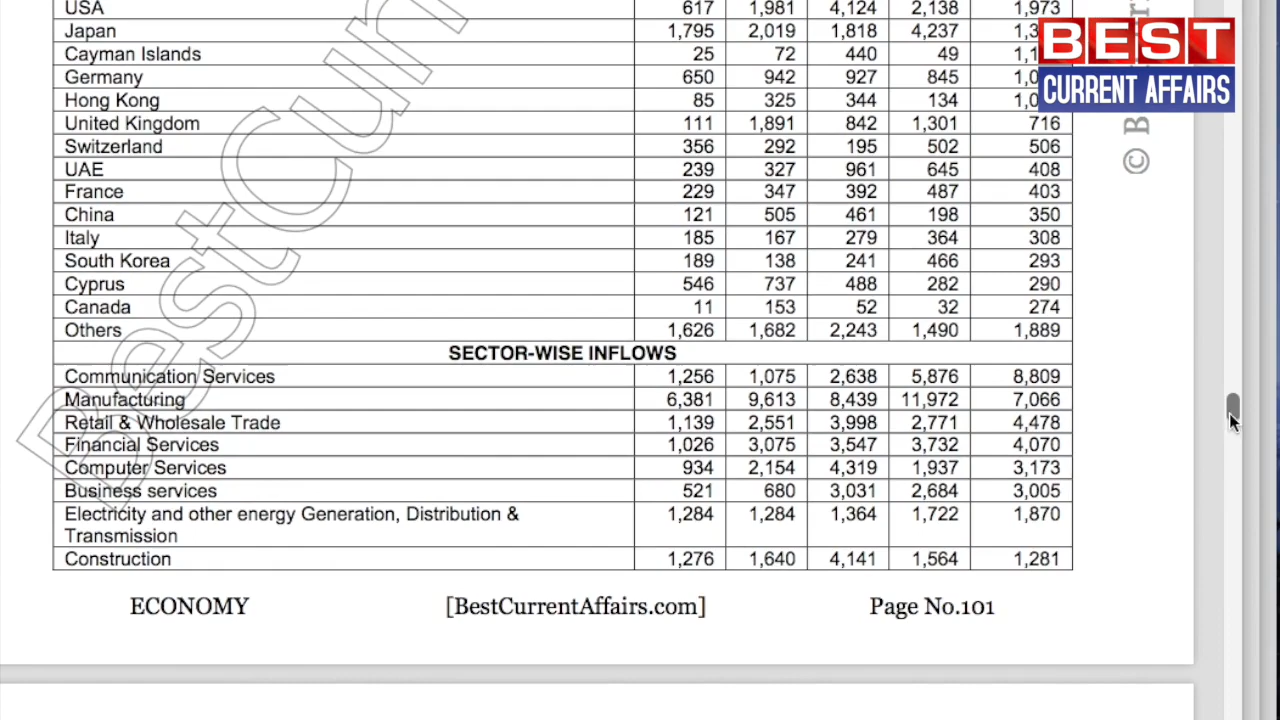 USA 617 1,981 4,124 2,138 1,973
Japan 1,795 2,019 1,818 4,237
Cayman Islands 25 72 440 49
Germany 650 942 927 845
Hong Kong 85 325 344 134
United Kingdom 111 1,891 842 1,301 716
Switzerland 356 292 195 502 506
UAE 239 327 961 645 408
France 229 347 392 487 403
China 121 505 461 198 350
Italy 185 167 279 364 308
South Korea 189 138 241 466 293
Cyprus 546 737 488 282 290
Canada 11 153 52 32 274
Others 1,626 1,682 2,243 1,490 1,889
SECTOR-WISE INFLOWS
Communication Services 1,256 1,075 2,638 5,876 8,809
Manufacturing 6,381 9,613 8,439 11,972 7,066
Retail & Wholesale Trade 1,139 2,551 3,998 2,771 4,478
Financial Services 1,026 3,075 3,547 3,732 4,070
Computer Services 934 2,154 4,319 1,937 3,173
Business services 521 680 3,031 2,684 3,005
Electricity and other energy Generation, Distribution & 1,284 1,284 1,364 1,722 1,870
Transmission
Construction 1,276 1,640 4,141 1,564 1,281
ECONOMY [BestCurrentAffairs.com] Page No.101
BEST
CURRENT AFFAIRS
©